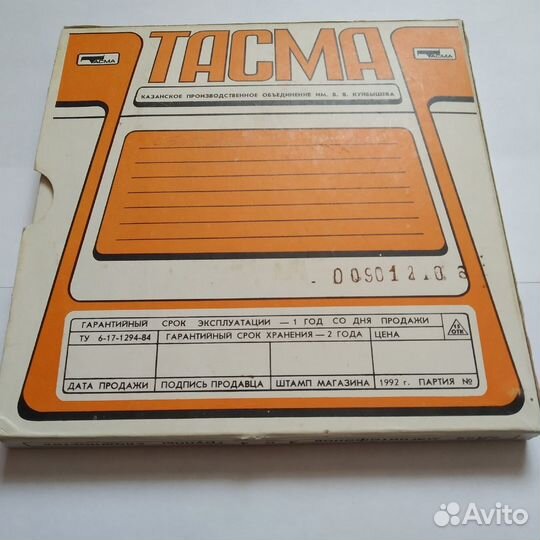 ТАСМА
ТАСМА
ТАСМА
КАЗАНСКОЕ ПРОИЗВОДСТВЕННОЕ ОБЪЕДИНЕНИЕ ИМ. В. В. КУЙБЫШЕВА
ГАРАНТИЙНЫЙ СРОК ЭКСПЛУАТАЦИИ — 1 ГОД СО ДНЯ ПРОДАЖИ
ТУ 6-17-1294-84 ГАРАНТИЙНЫЙ СРОК ХРАНЕНИЯ — 2 ГОДА ЦЕНА
ОТК
ДАТА ПРОДАЖИ ПОДПИСЬ ПРОДАВЦА ШТАМП МАГАЗИНА 1992 г. ПАРТИЯ №
Avito